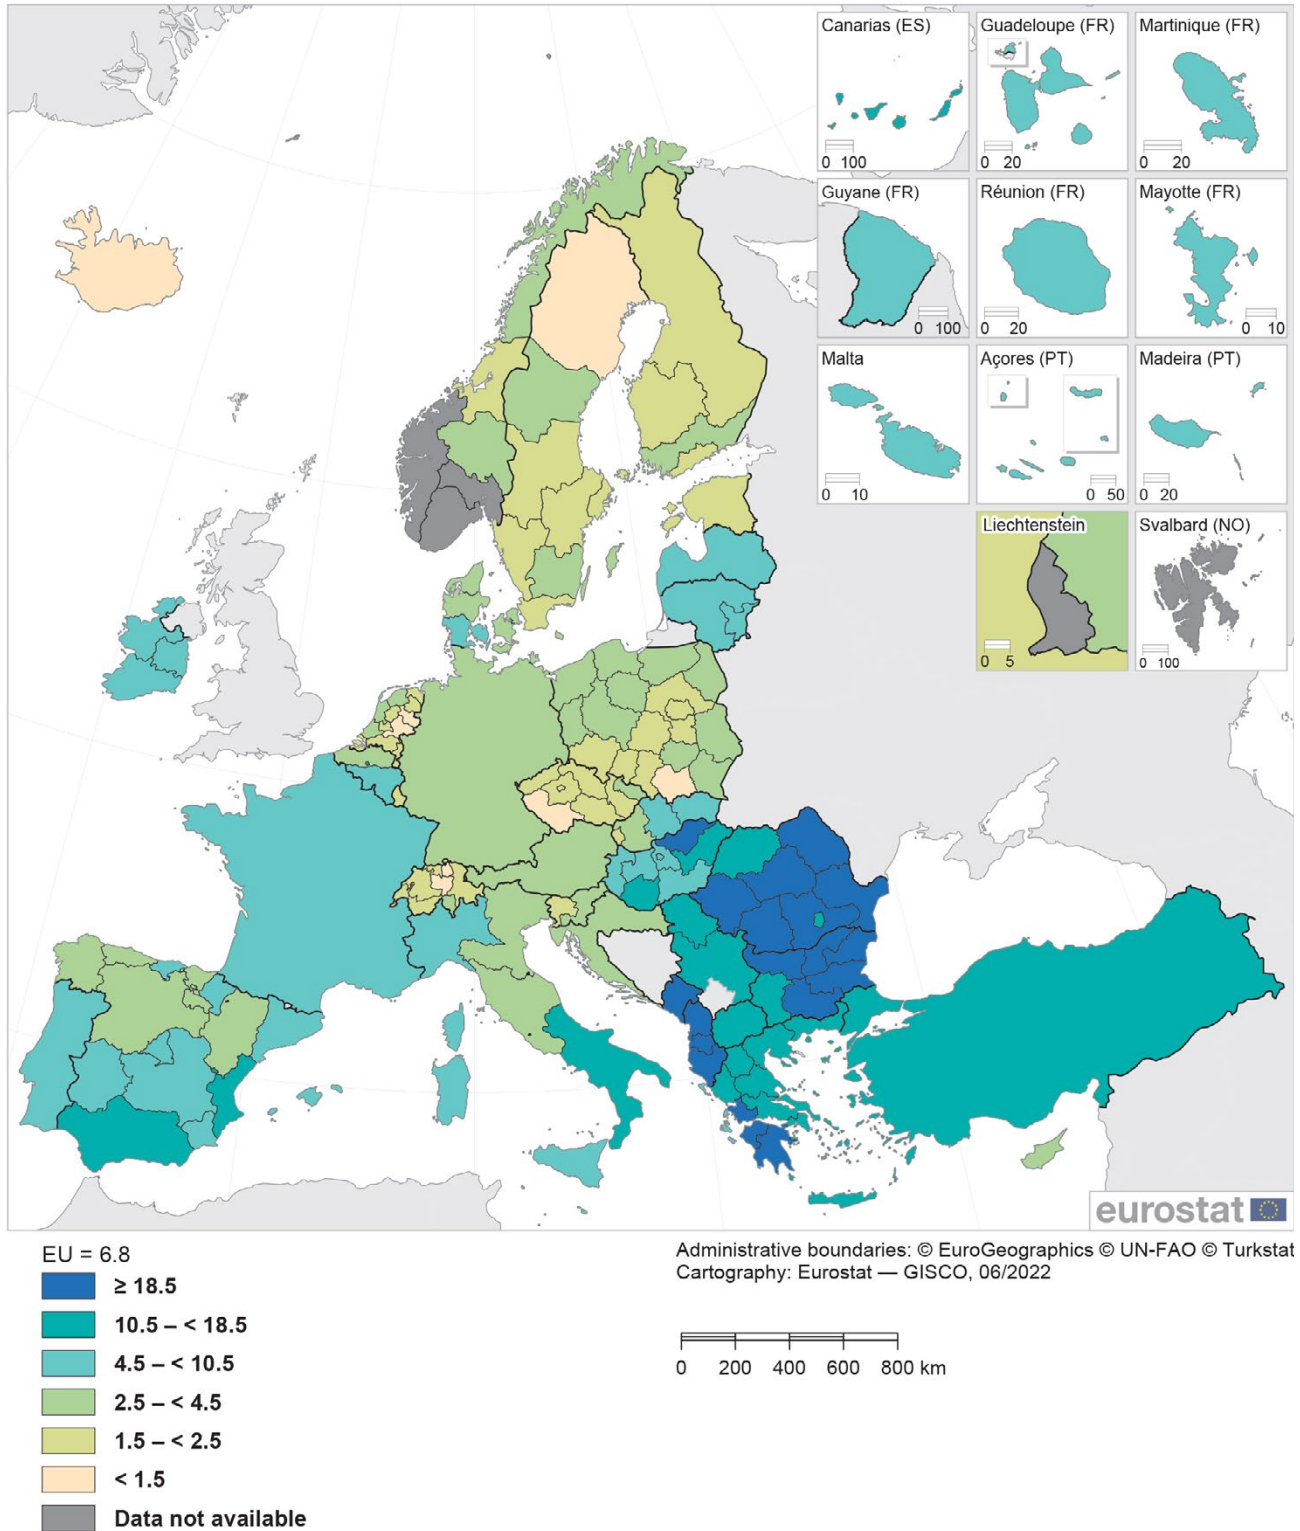 Canarias (ES)
0 100
Guadeloupe (FR)
0 20
Martinique (FR)
0 20
Guyane (FR)
0 100
Réunion (FR)
0 20
Mayotte (FR)
0 10
Malta
0 10
Açores (PT)
0 50
Madeira (PT)
0 20
Liechtenstein
0 5
Svalbard (NO)
0 100
eurostat
EU = 6.8
≥ 18.5
10.5 – < 18.5
4.5 – < 10.5
2.5 – < 4.5
1.5 – < 2.5
< 1.5
Data not available
Administrative boundaries: © EuroGeographics © UN-FAO © Turkstat
Cartography: Eurostat — GISCO, 06/2022
0 200 400 600 800 km